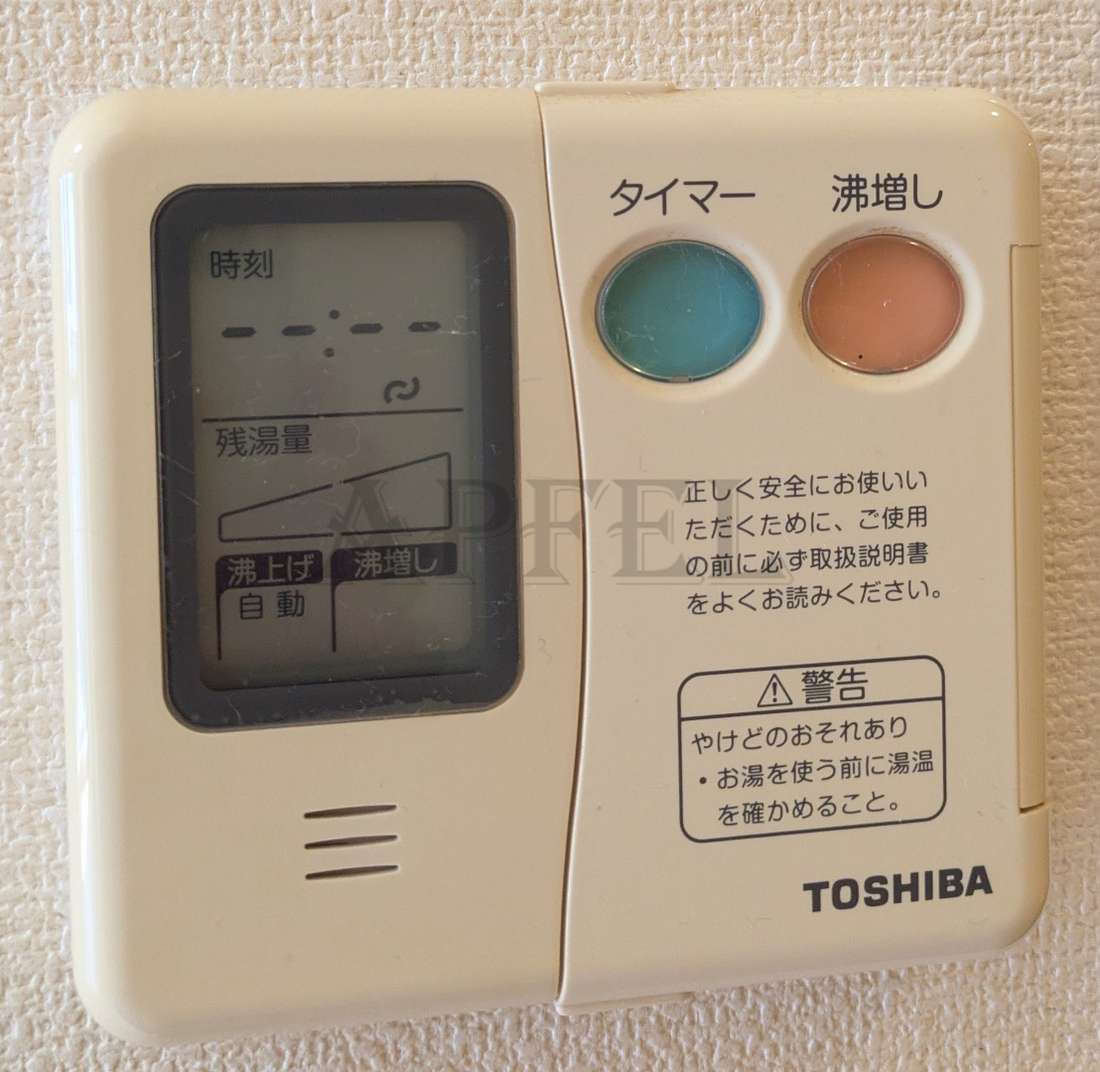 時刻
--:--
残湯量
沸上げ 沸増し
自動
タイマー 沸増し
正しく安全にお使いい
ただくために、ご使用
の前に必ず取扱説明書
をよくお読みください。
⚠警告
やけどのおそれあり
・お湯を使う前に湯温
を確かめること。
TOSHIBA
APFEL